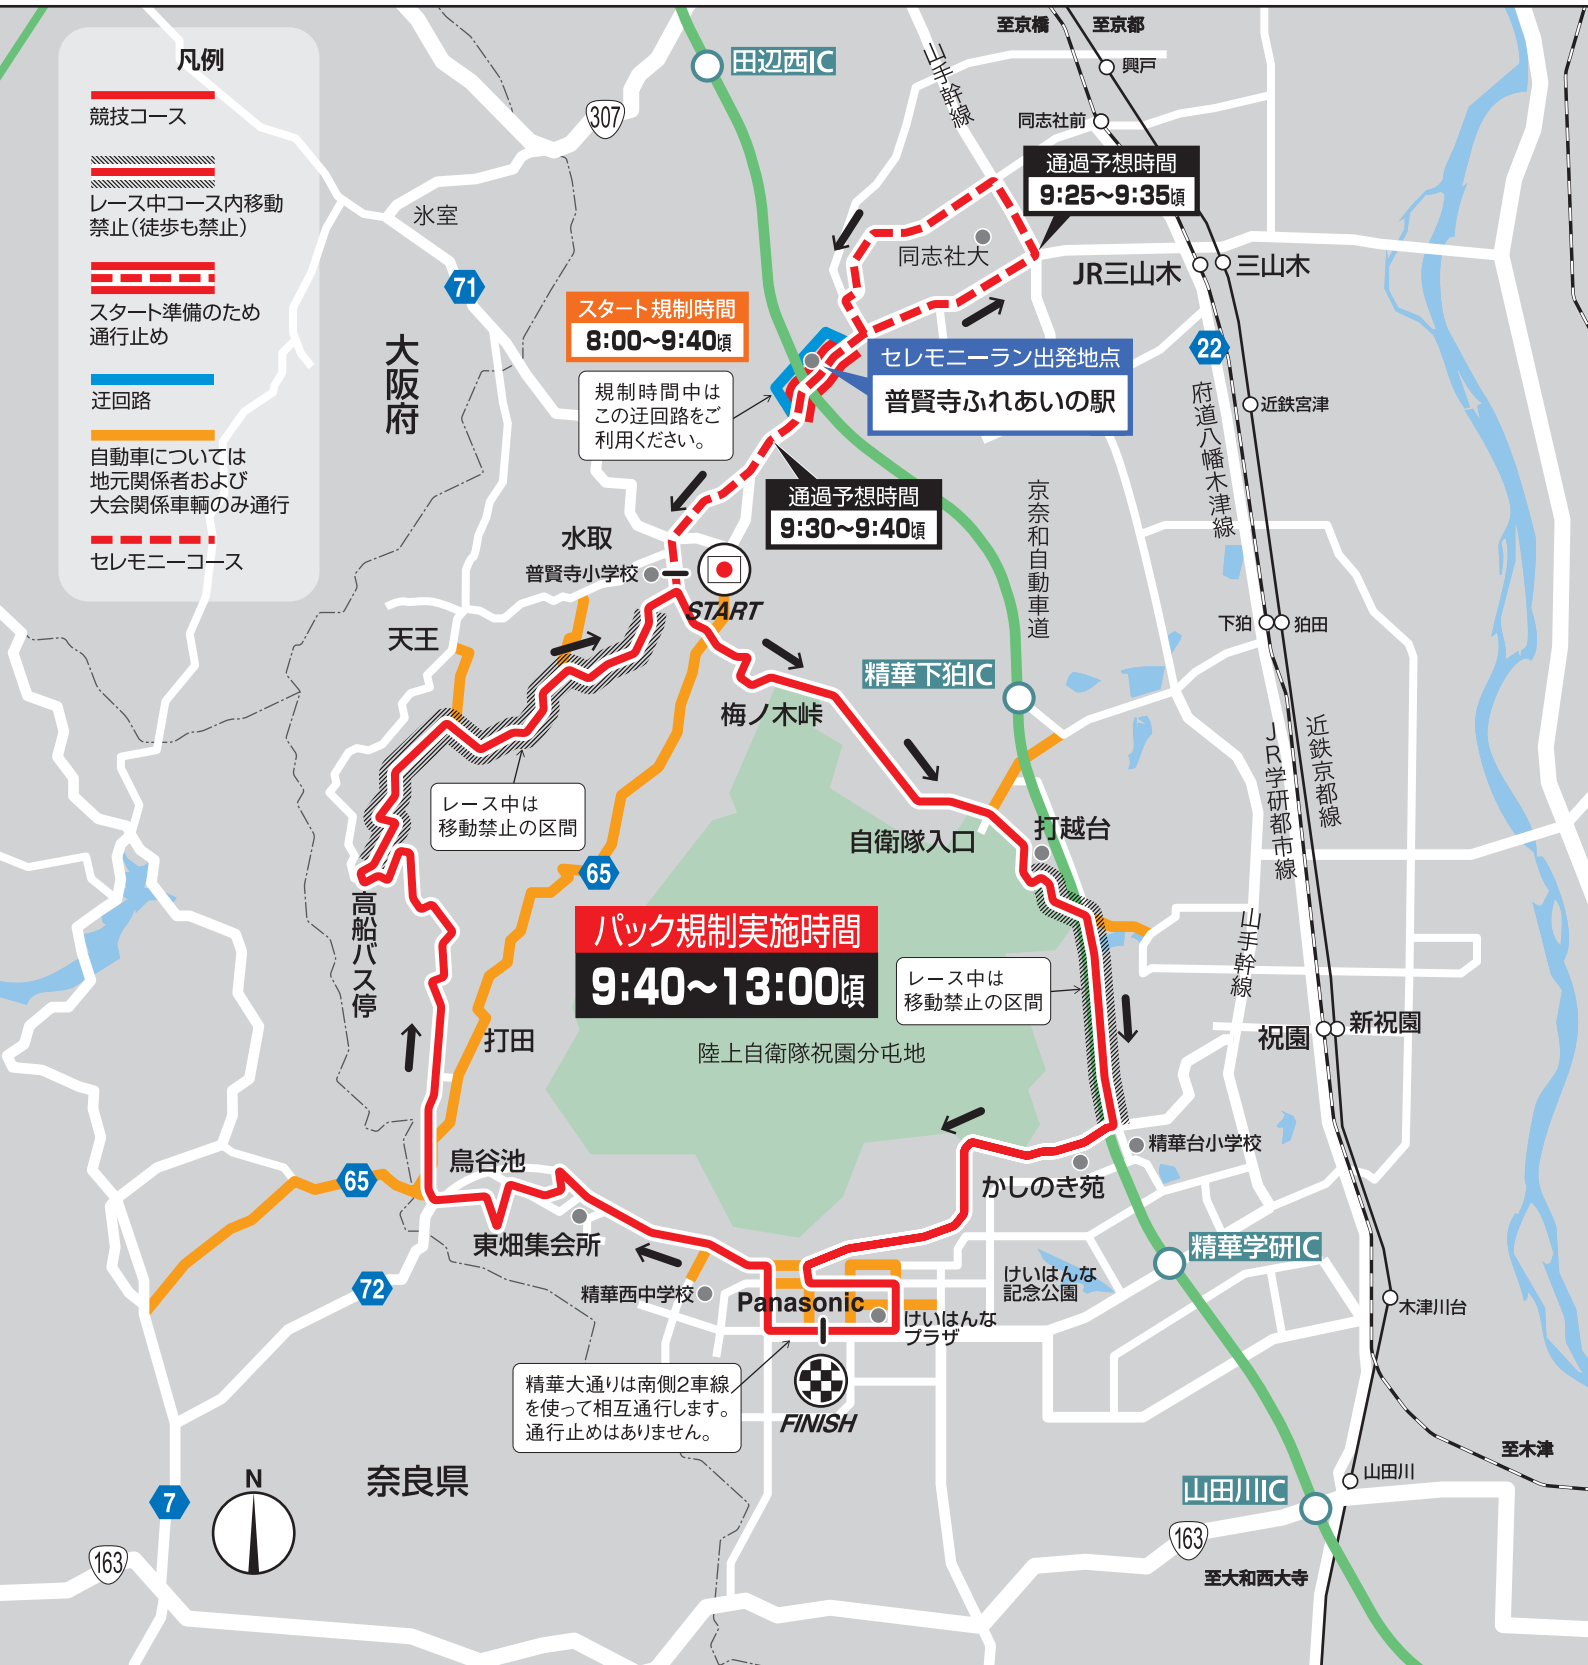 凡例
競技コース
レース中コース内移動
禁止（徒歩も禁止）
スタート準備のため
通行止め
迂回路
自動車については
地元関係者および
大会関係車輌のみ通行
セレモニーコース
至京橋
至京都
田辺西IC
山手幹線
興戸
同志社前
307
通過予想時間
9:25〜9:35頃
氷室
同志社大
JR三山木
三山木
71
スタート規制時間
8:00〜9:40頃
22
大阪府
セレモニーラン出発地点
普賢寺ふれあいの駅
規制時間中は
この迂回路をご
利用ください。
府道八幡木津線
近鉄宮津
通過予想時間
9:30〜9:40頃
京奈和自動車道
水取
普賢寺小学校
START
天王
下狛
狛田
精華下狛IC
梅ノ木峠
近鉄京都線
JR学研都市線
レース中は
移動禁止の区間
自衛隊入口
打越台
65
高船バス停
パック規制実施時間
9:40〜13:00頃
レース中は
移動禁止の区間
山手幹線
打田
陸上自衛隊祝園分屯地
祝園
新祝園
鳥谷池
精華台小学校
65
かしのき苑
東畑集会所
精華学研IC
72
精華西中学校
けいはんな
記念公園
Panasonic
けいはんな
プラザ
木津川台
精華大通りは南側2車線
を使って相互通行します。
通行止めはありません。
FINISH
奈良県
N
至木津
山田川
山田川IC
7
163
163
至大和西大寺